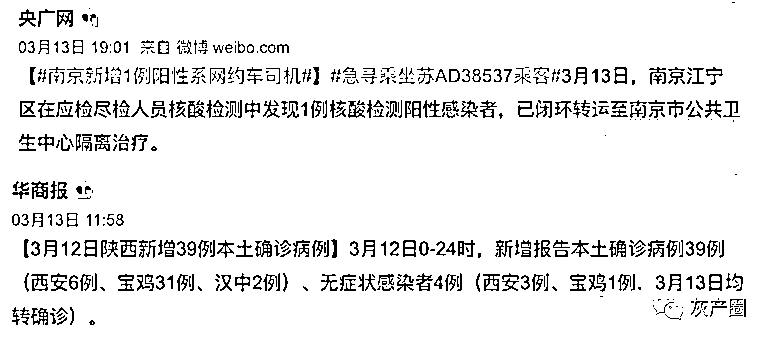 央广网
03月13日 19:01 来自 微博 weibo.com
【#南京新增1例阳性系网约车司机#】#急寻乘坐苏AD38537乘客#3月13日，南京江宁
区在应检尽检人员核酸检测中发现1例核酸检测阳性感染者，已闭环转运至南京市公共卫
生中心隔离治疗。
华商报
03月13日 11:58
【3月12日陕西新增39例本土确诊病例】3月12日0-24时，新增报告本土确诊病例39例
（西安6例、宝鸡31例、汉中2例）、无症状感染者4例（西安3例、宝鸡1例，3月13日均
转确诊）。
灰产圈